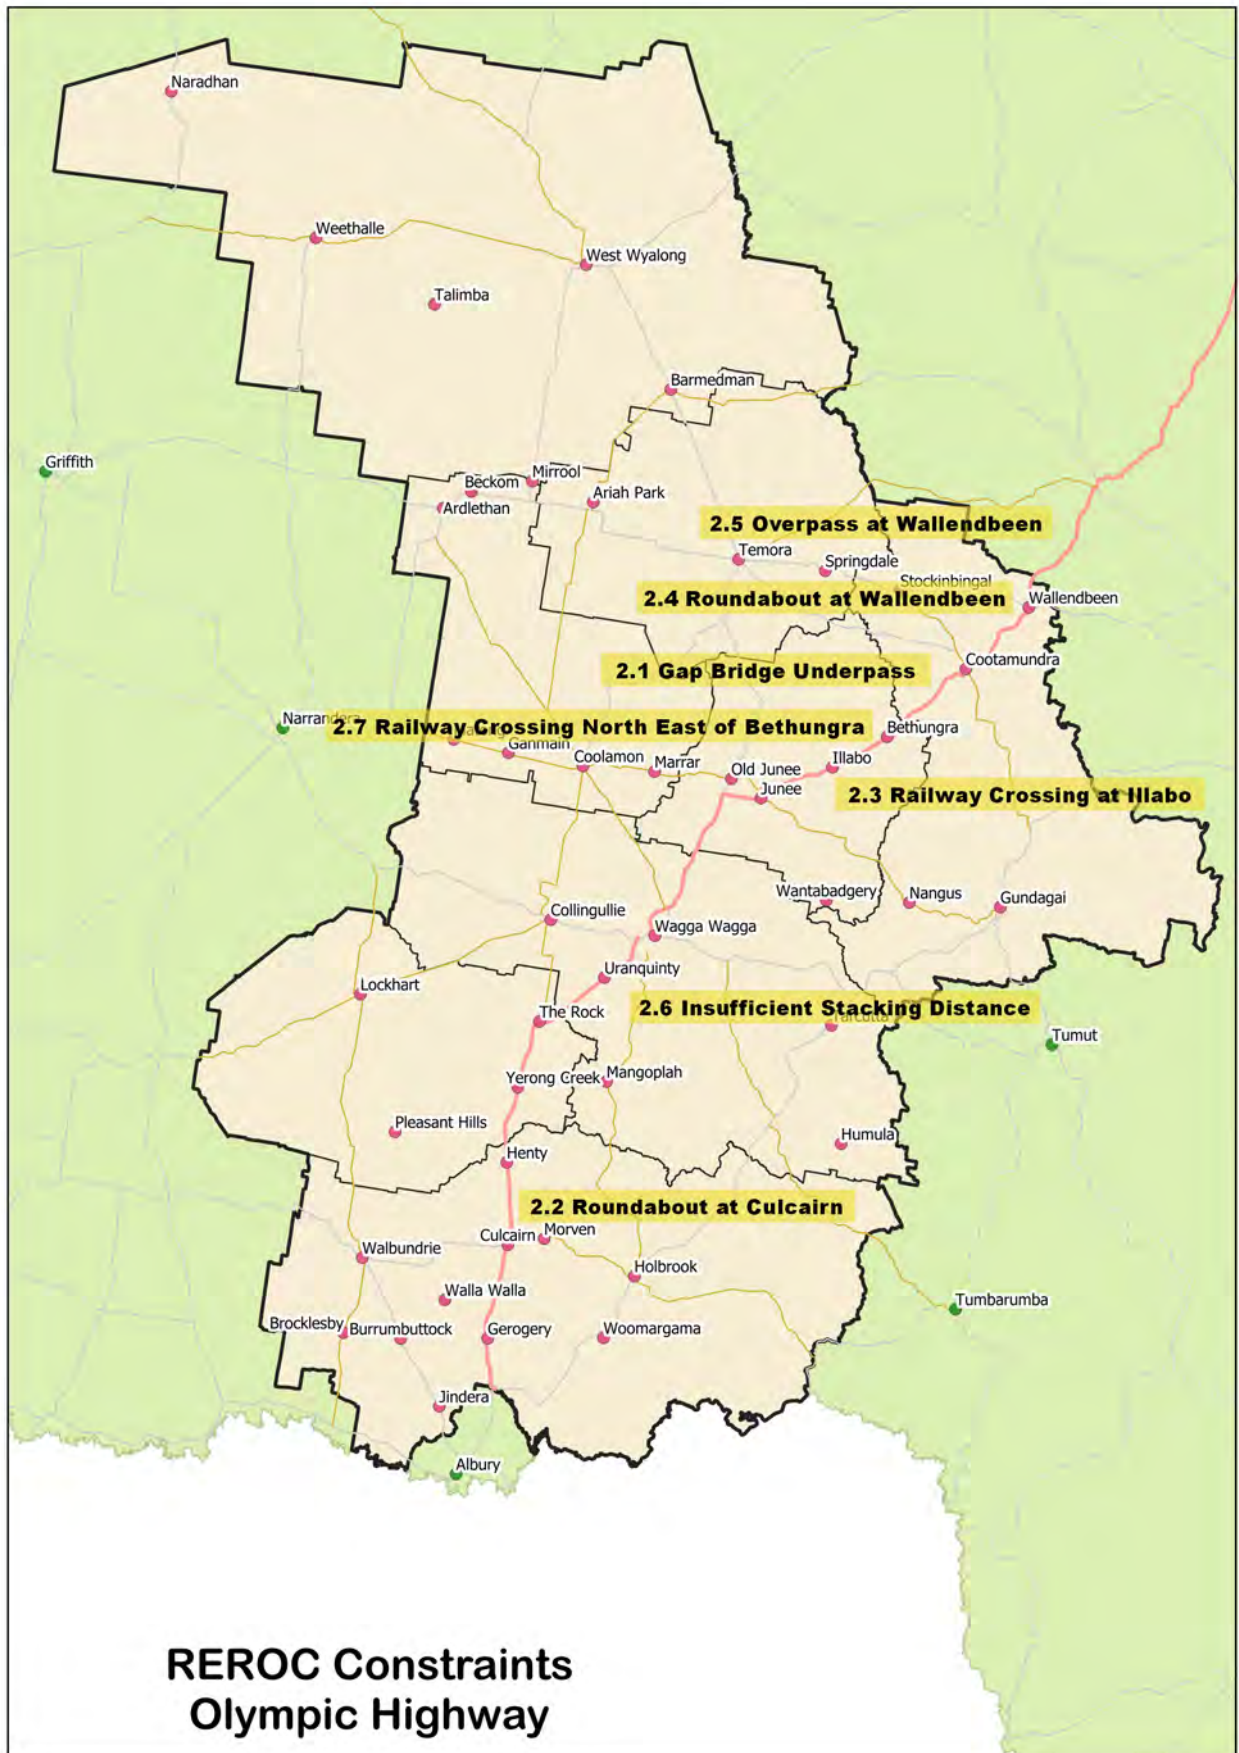 Naradhan
Weethalle
West Wyalong
Talimba
Barmedman
Griffith
Mirrool
Beckom
Ariah Park
Ardlethan
2.5 Overpass at Wallendbeen
Temora
Springdale
Stockinbingal
2.4 Roundabout at Wallendbeen
Wallendbeen
Cootamundra
2.1 Gap Bridge Underpass
Narrandera
2.7 Railway Crossing North East of Bethungra
Bethungra
Ganmain
Coolamon
Marrar
Old Junee
Illabo
Junee
2.3 Railway Crossing at Illabo
Wantabadgery
Nangus
Gundagai
Collingullie
Wagga Wagga
Uranquinty
Lockhart
2.6 Insufficient Stacking Distance
The Rock
Tarcutta
Tumut
Yerong Creek
Mangoplah
Pleasant Hills
Humula
Henty
2.2 Roundabout at Culcairn
Culcairn
Morven
Walbundrie
Holbrook
Walla Walla
Tumbarumba
Brocklesby
Burrumbuttock
Gerogery
Woomargama
Jindera
Albury
REROC Constraints
Olympic Highway